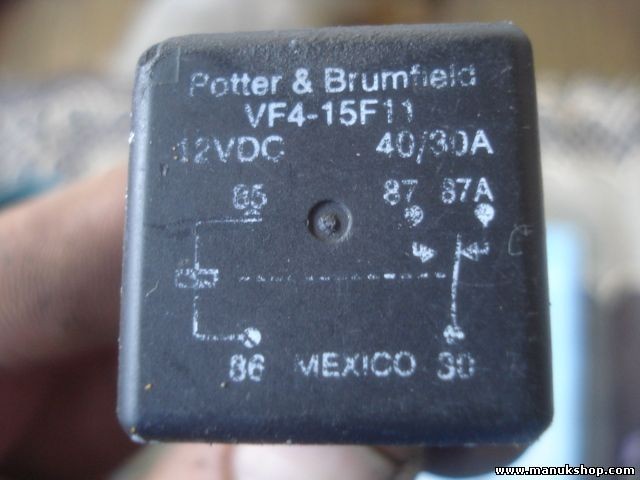 Potter & Brumfield
VF4-15F11
12VDC 40/30A
85 87 87A
86 MEXICO 30
www.manukshop.com